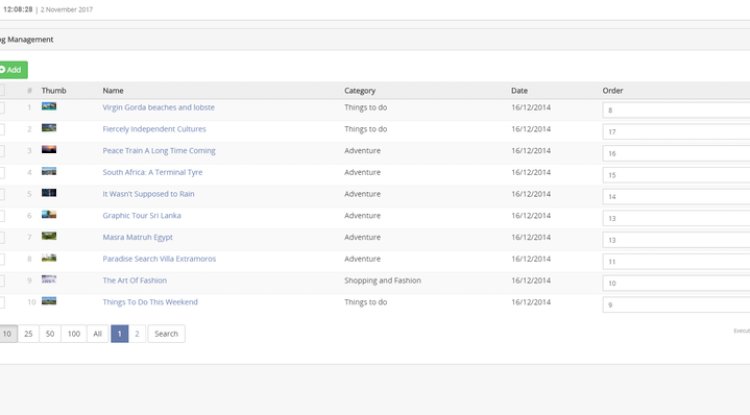 12:08:28 | 2 November 2017
og Management
Add
# Thumb Name Category Date Order
1 Virgin Gorda beaches and lobste Things to do 16/12/2014 8
2 Fiercely Independent Cultures Things to do 16/12/2014 17
3 Peace Train A Long Time Coming Adventure 16/12/2014 16
4 South Africa: A Terminal Tyre Adventure 16/12/2014 15
5 It Wasn't Supposed to Rain Adventure 16/12/2014 14
6 Graphic Tour Sri Lanka Adventure 16/12/2014 13
7 Masra Matruh Egypt Adventure 16/12/2014 13
8 Paradise Search Villa Extramoros Adventure 16/12/2014 11
9 The Art Of Fashion Shopping and Fashion 16/12/2014 10
10 Things To Do This Weekend Things to do 16/12/2014 9
10 25 50 100 All 1 2 Search
Execut